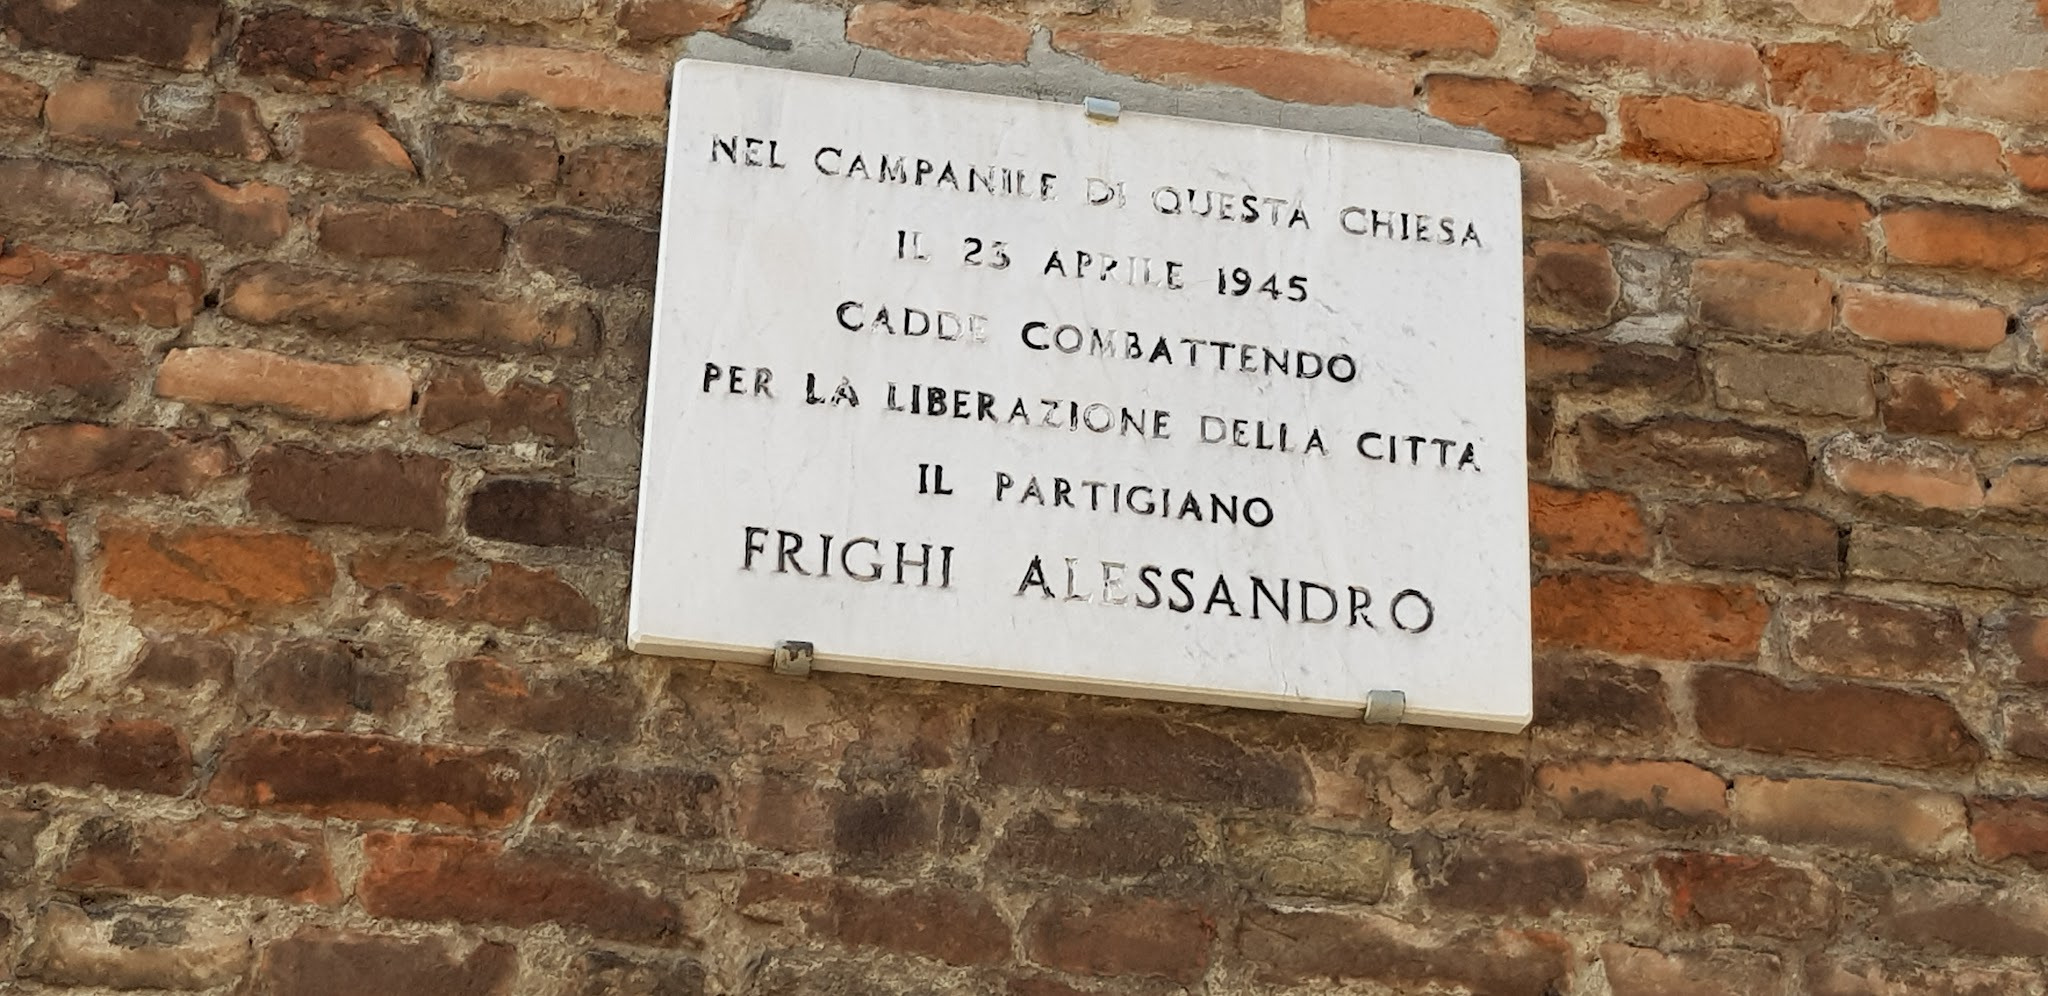 NEL CAMPANILE DI QUESTA CHIESA
IL 23 APRILE 1945
CADDE COMBATTENDO
PER LA LIBERAZIONE DELLA CITTA
IL PARTIGIANO
FRIGHI ALESSANDRO